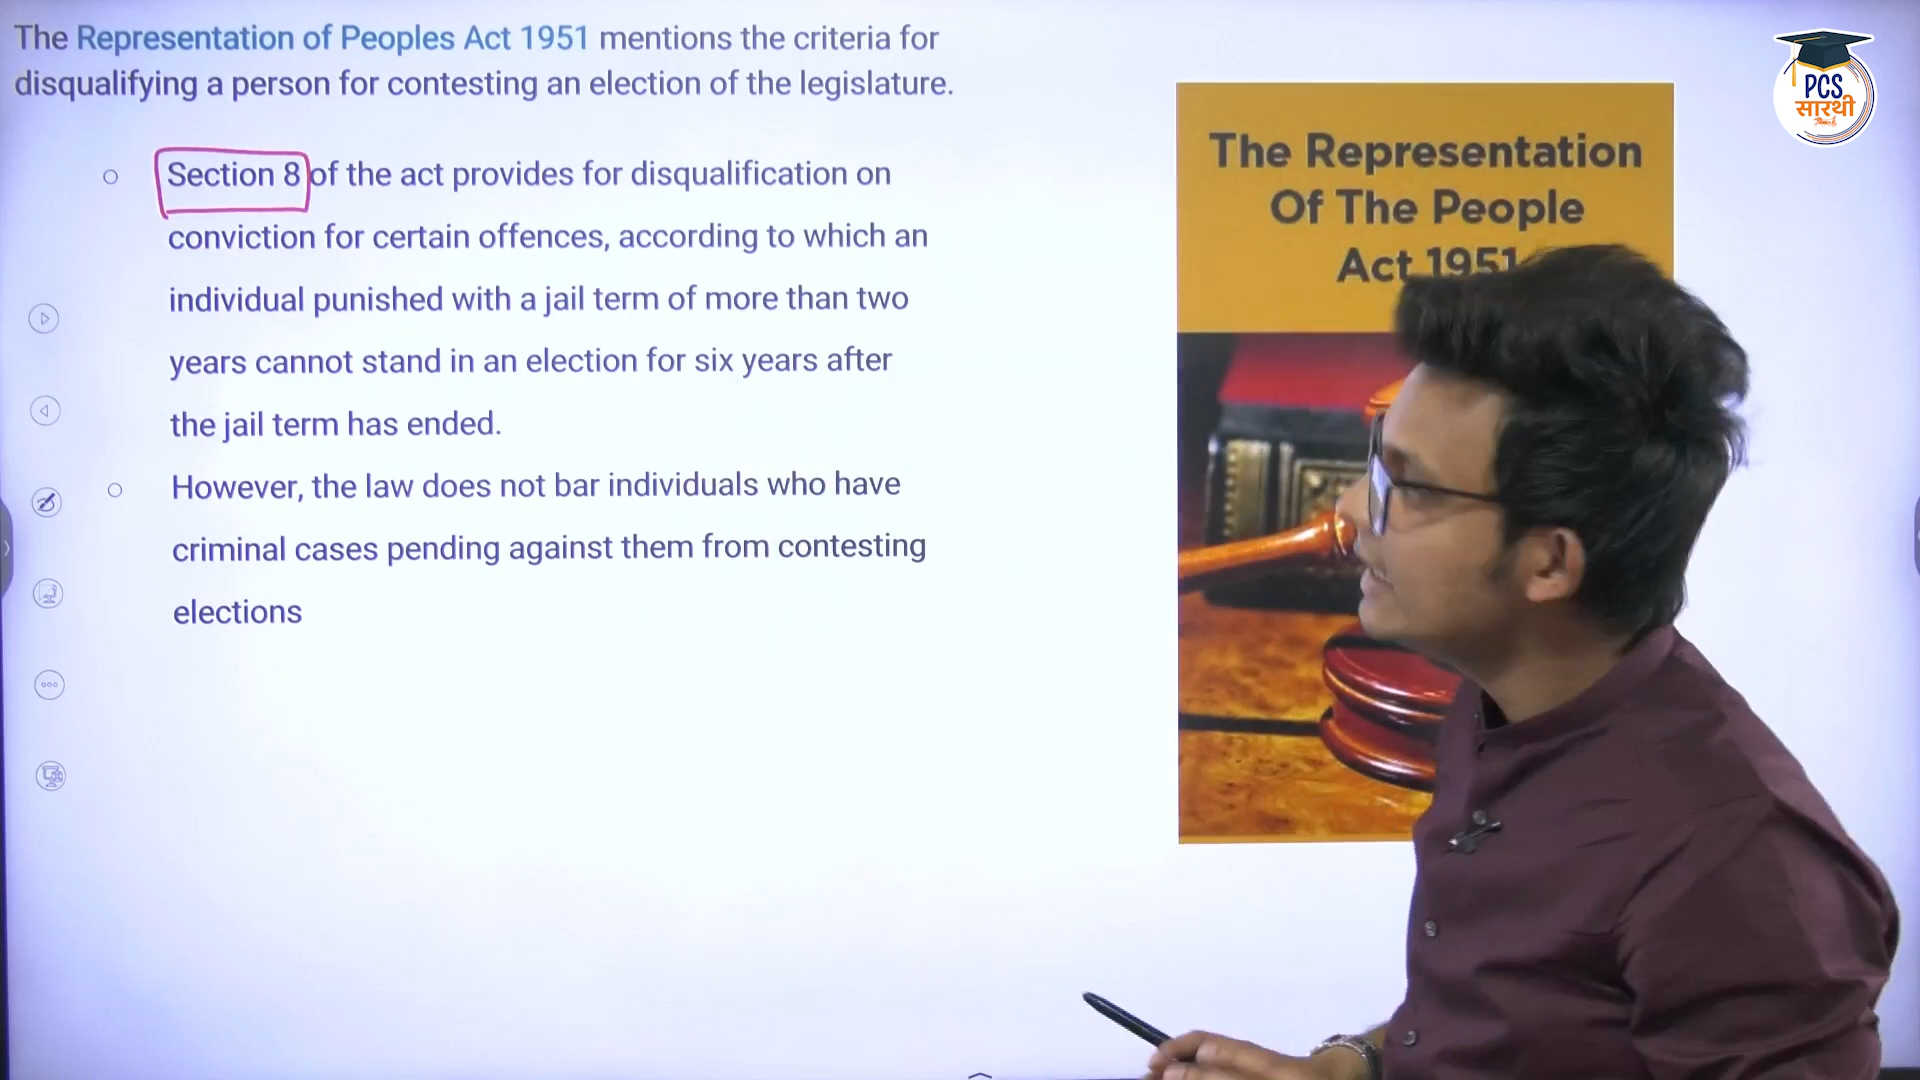 The Representation of Peoples Act 1951 mentions the criteria for
disqualifying a person for contesting an election of the legislature.
Section 8 of the act provides for disqualification on
conviction for certain offences, according to which an
individual punished with a jail term of more than two
years cannot stand in an election for six years after
the jail term has ended.
However, the law does not bar individuals who have
criminal cases pending against them from contesting
elections
The Representation
Of The People
Act 1951
PCS
सारथी